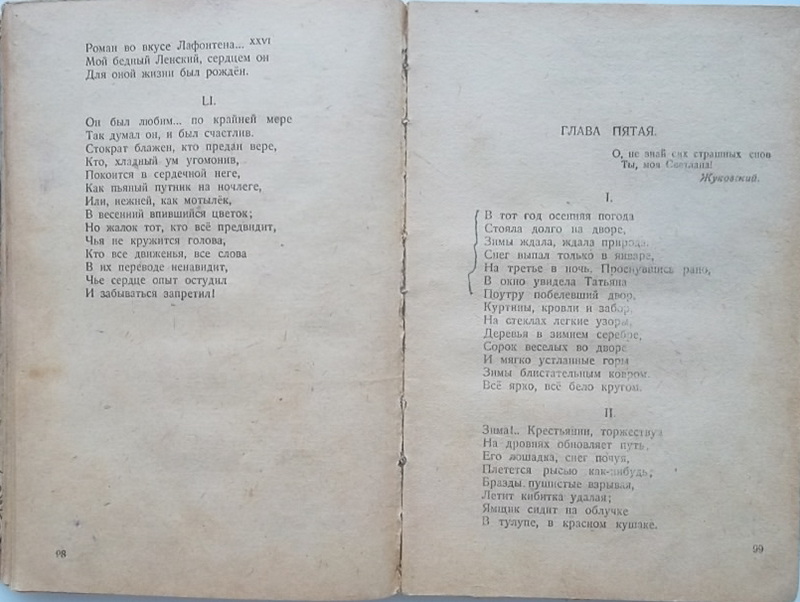 Роман во вкусе Лафонтена... XXVI
Мой бедный Ленский, сердцем он
Для оной жизни был рождён.
LI.
Он был любим... по крайней мере
Так думал он, и был счастлив.
Стократ блажен, кто предан вере,
Кто, хладный ум угомонив,
Покоится в сердечной неге,
Как пьяный путник на ночлеге,
Или, нежней, как мотылёк,
В весенний впившийся цветок;
Но жалок тот, кто всё предвидит,
Чья не кружится голова,
Кто все движенья, все слова
В их переводе ненавидит,
Чье сердце опыт остудил
И забываться запретил!
98
ГЛАВА ПЯТАЯ.
О, не знай сих страшных снов
Ты, моя Светлана!
Жуковский.
I.
В тот год осенняя погода
Стояла долго на дворе,
Зимы ждала, ждала природа.
Снег выпал только в январе,
На третье в ночь. Проснувшись рано,
В окно увидела Татьяна
Поутру побелевший двор,
Куртины, кровли и забор,
На стеклах легкие узоры,
Деревья в зимнем серебре,
Сорок веселых во дворе
И мягко устланные горы
Зимы блистательным ковром.
Всё ярко, всё бело кругом.
II.
Зима!.. Крестьянин, торжествуя
На дровнях обновляет путь,
Его лошадка, снег почуя,
Плетется рысью как-нибудь;
Бразды пушистые взрывая,
Летит кибитка удалая;
Ямщик сидит на облучке
В тулупе, в красном кушаке.
99